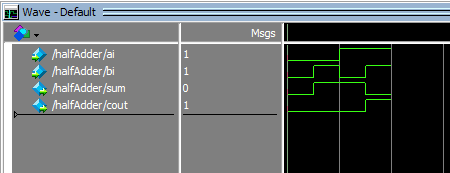 Wave - Default
Msgs
/halfAdder/ai 1
/halfAdder/bi 1
/halfAdder/sum 0
/halfAdder/cout 1